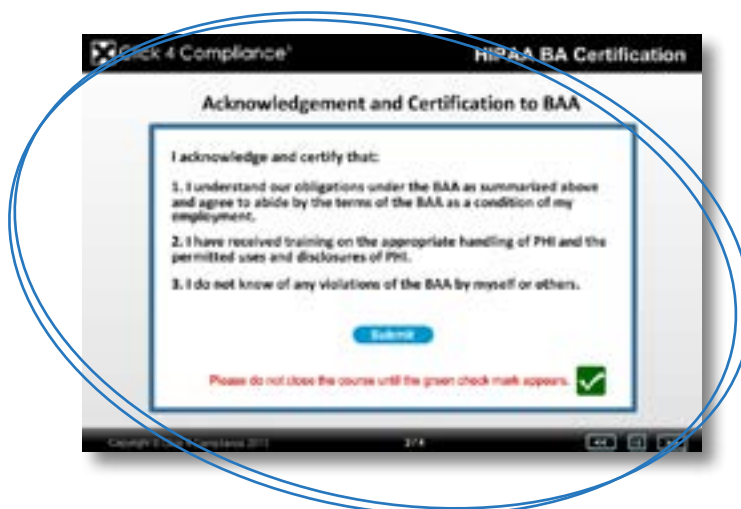 Click 4 Compliance
HIPAA BA Certification
Acknowledgement and Certification to BAA
I acknowledge and certify that:
1. I understand our obligations under the BAA as summarized above
and agree to abide by the terms of the BAA as a condition of my
employment.
2. I have received training on the appropriate handling of PHI and the
permitted uses and disclosures of PHI.
3. I do not know of any violations of the BAA by myself or others.
Submit
Please do not close the course until the green check mark appears.
Copyright © Click 4 Compliance